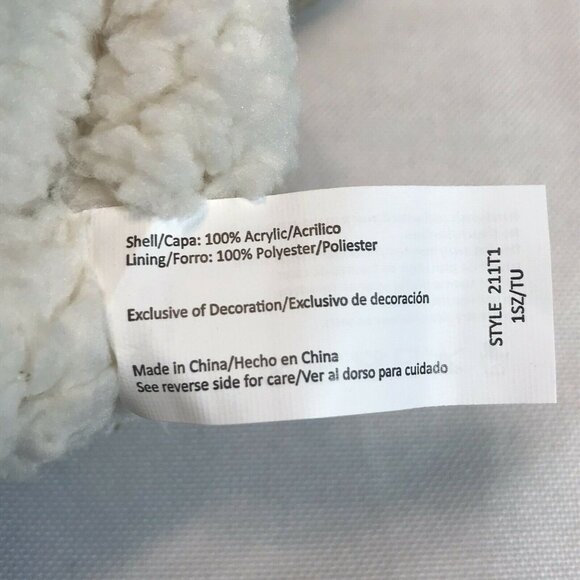 Shell/Capa: 100% Acrylic/Acrilico
Lining/Forro: 100% Polyester/Poliester
Exclusive of Decoration/Exclusivo de decoración
Made in China/Hecho en China
See reverse side for care/Ver al dorso para cuidado
STYLE 211T1
1SZ/TU